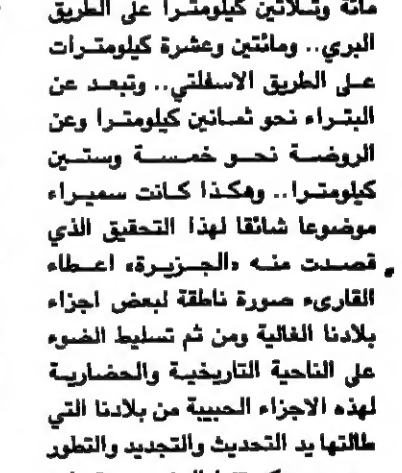 مائة وثلاثين كيلومترا على الطريق
البري.. ومائتين وعشرة كيلومترات
على الطريق الاسفلتي.. وتبعد عن
البتراء نحو ثمانين كيلومترا وعن
الروضة نحو خمسة وستين
كيلومترا.. وهكذا كانت سميراء
موضوعا شائقا لهذا التحقيق الذي
قصدت منه «الجزيرة» اعطاء
القارىء صورة ناطقة لبعض اجزاء
بلادنا الغالية ومن ثم تسليط الضوء
على الناحية التاريخية والحضارية
لهذه الاجزاء الحبيبة من بلادنا التي
طالتها يد التحديث والتجديد والتطور